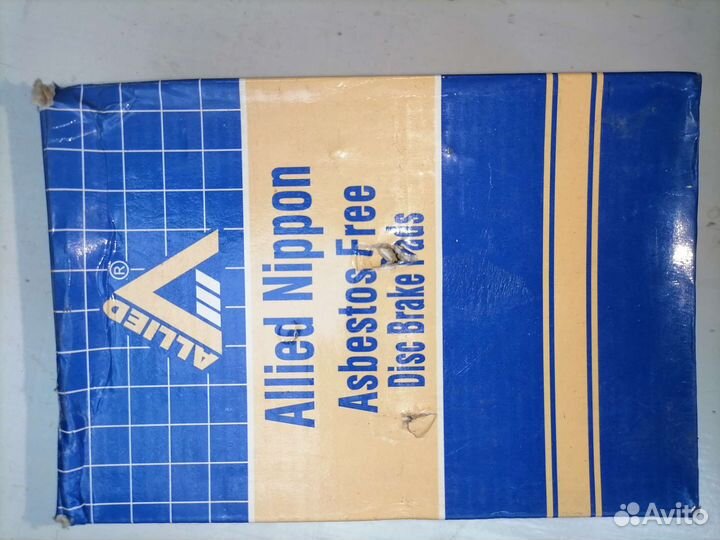 ALLIED
®
Allied Nippon
Asbestos Free
Disc Brake Pads
Avito